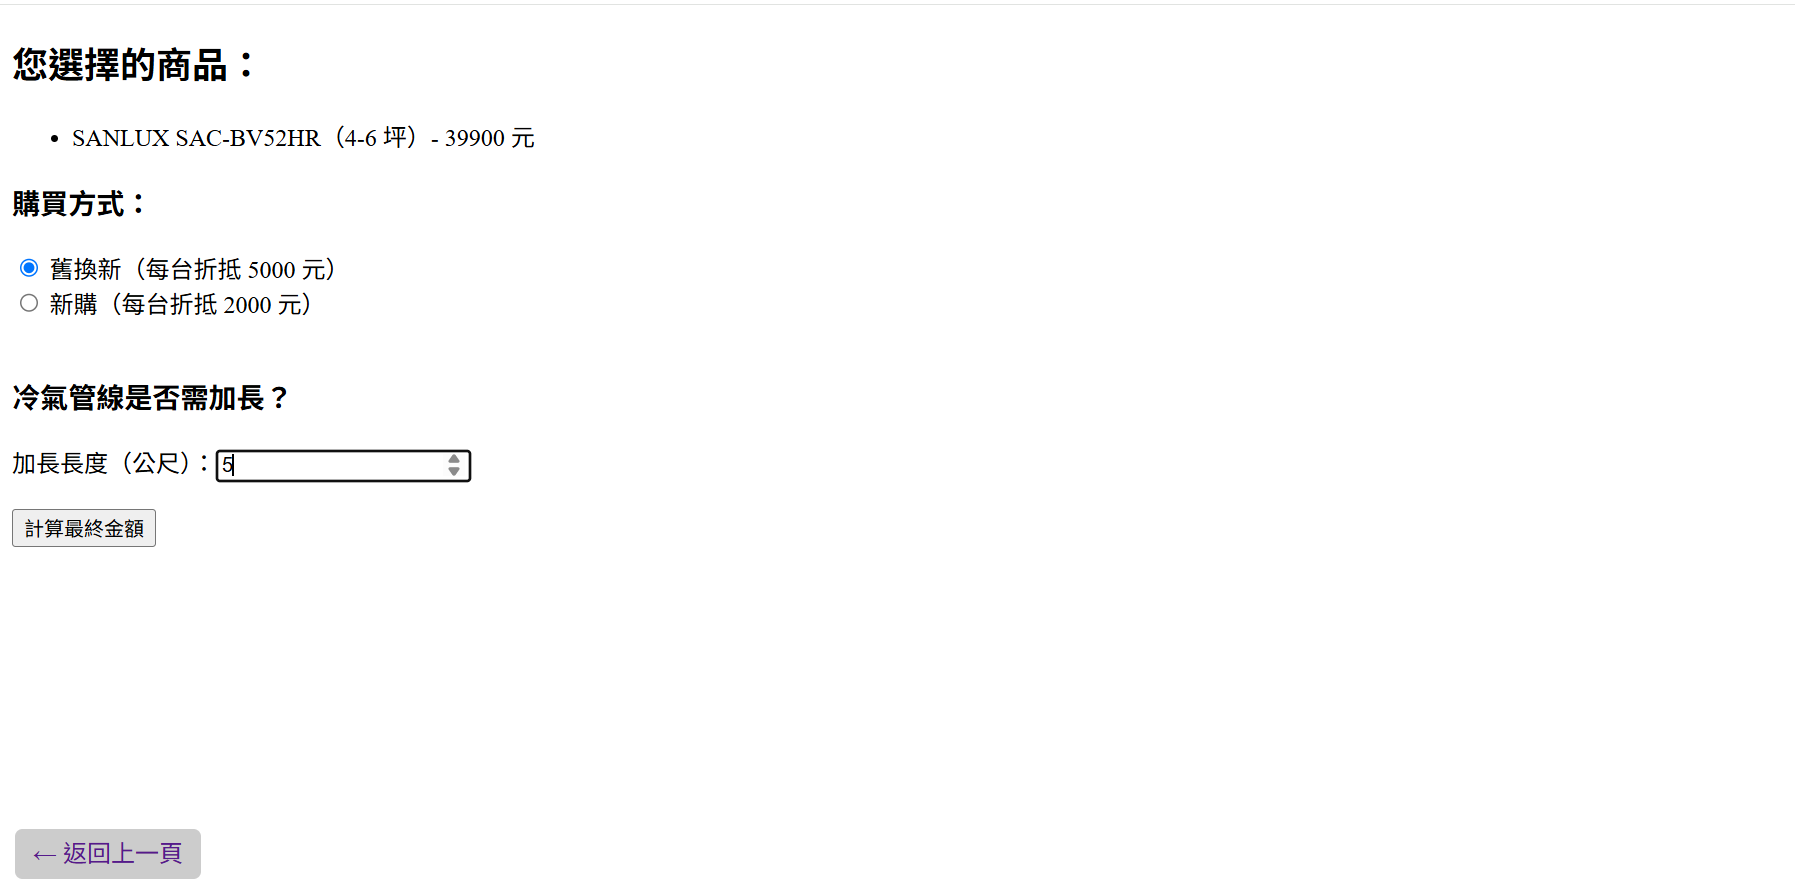 您選擇的商品：
• SANLUX SAC-BV52HR（4-6 坪）- 39900 元
購買方式：
舊換新（每台折抵 5000 元）
新購（每台折抵 2000 元）
冷氣管線是否需加長？
加長長度（公尺）：5
計算最終金額
← 返回上一頁